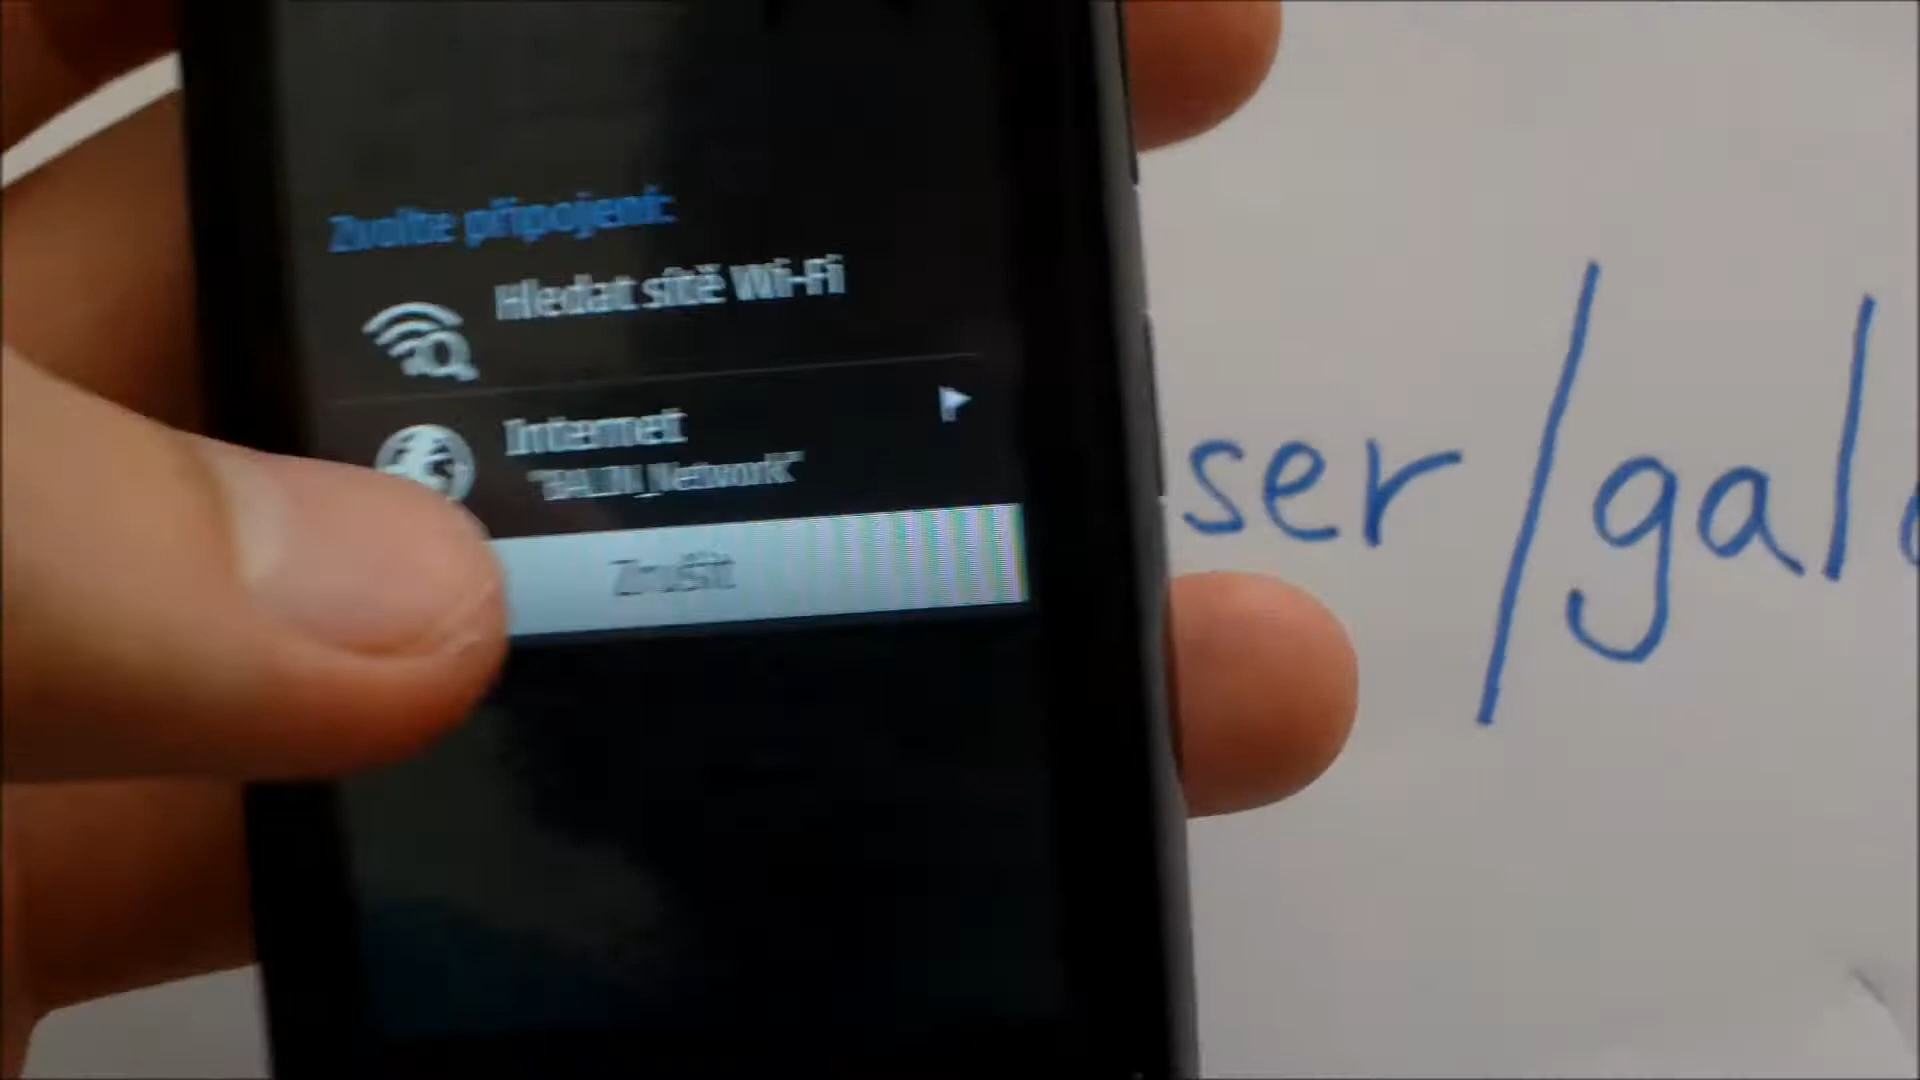 Zvolte připojení:
Hledat sítě Wi-Fi
Internet
Zrušit
ser/gal